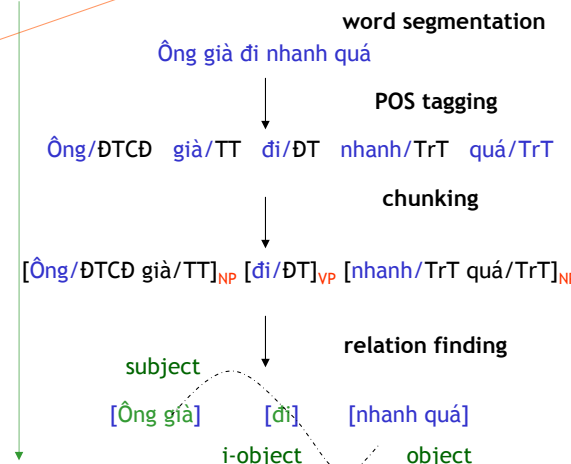 word segmentation
Ông già đi nhanh quá
POS tagging
Ông/ĐTCĐ già/TT đi/ĐT nhanh/TrT quá/TrT
chunking
[Ông/ĐTCĐ già/TT]NP [đi/ĐT]VP [nhanh/TrT quá/TrT]NI
relation finding
subject
[Ông già] [đi] [nhanh quá]
i-object object